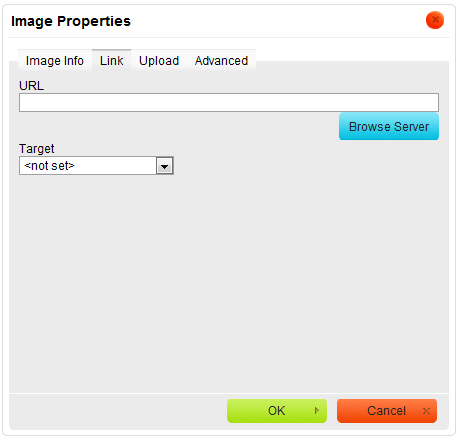 Image Properties
Image Info Link Upload Advanced
URL
Browse Server
Target
<not set>
OK Cancel